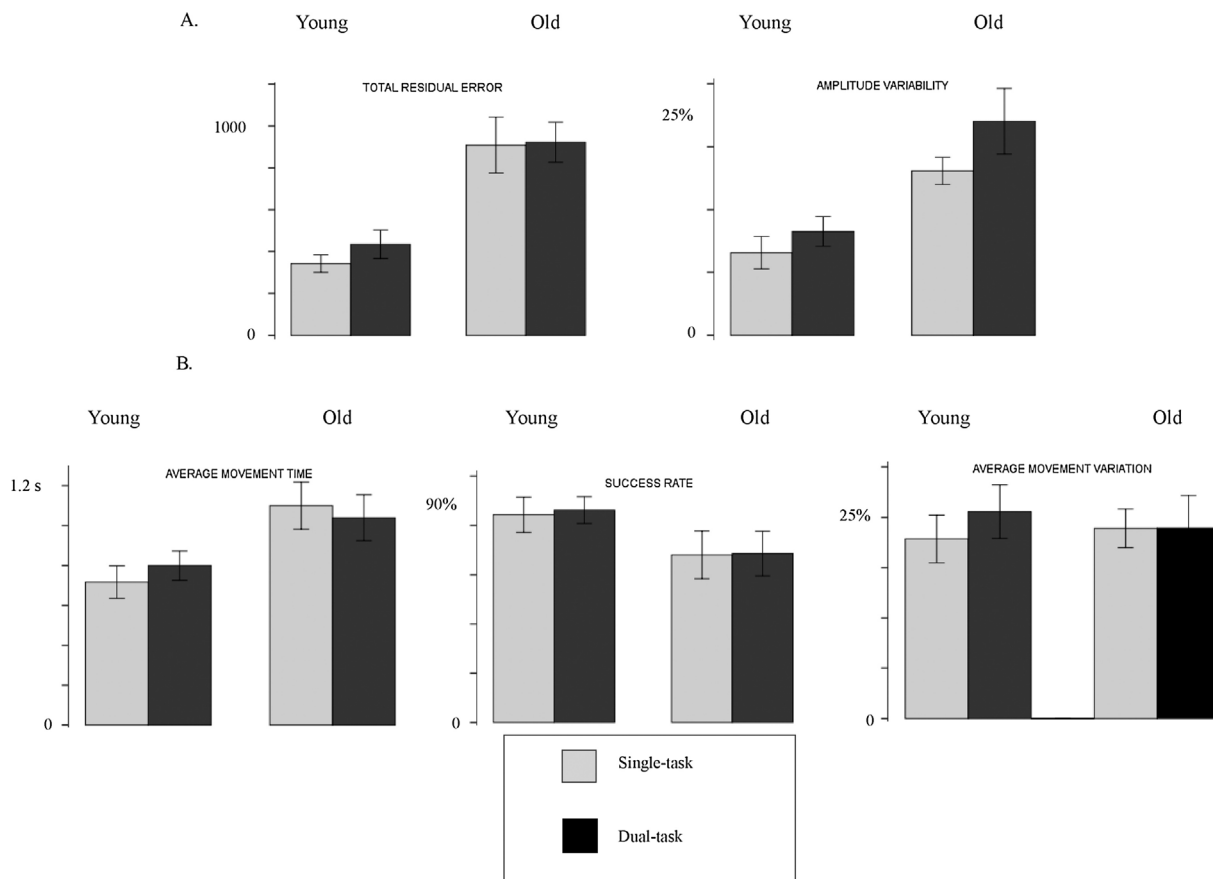 A.
Young Old Young Old
TOTAL RESIDUAL ERROR AMPLITUDE VARIABILITY
25%
1000
0 0
B.
Young Old Young Old Young Old
AVERAGE MOVEMENT TIME SUCCESS RATE AVERAGE MOVEMENT VARIATION
1.2 s 90% 25%
0 0 0
Single-task
Dual-task